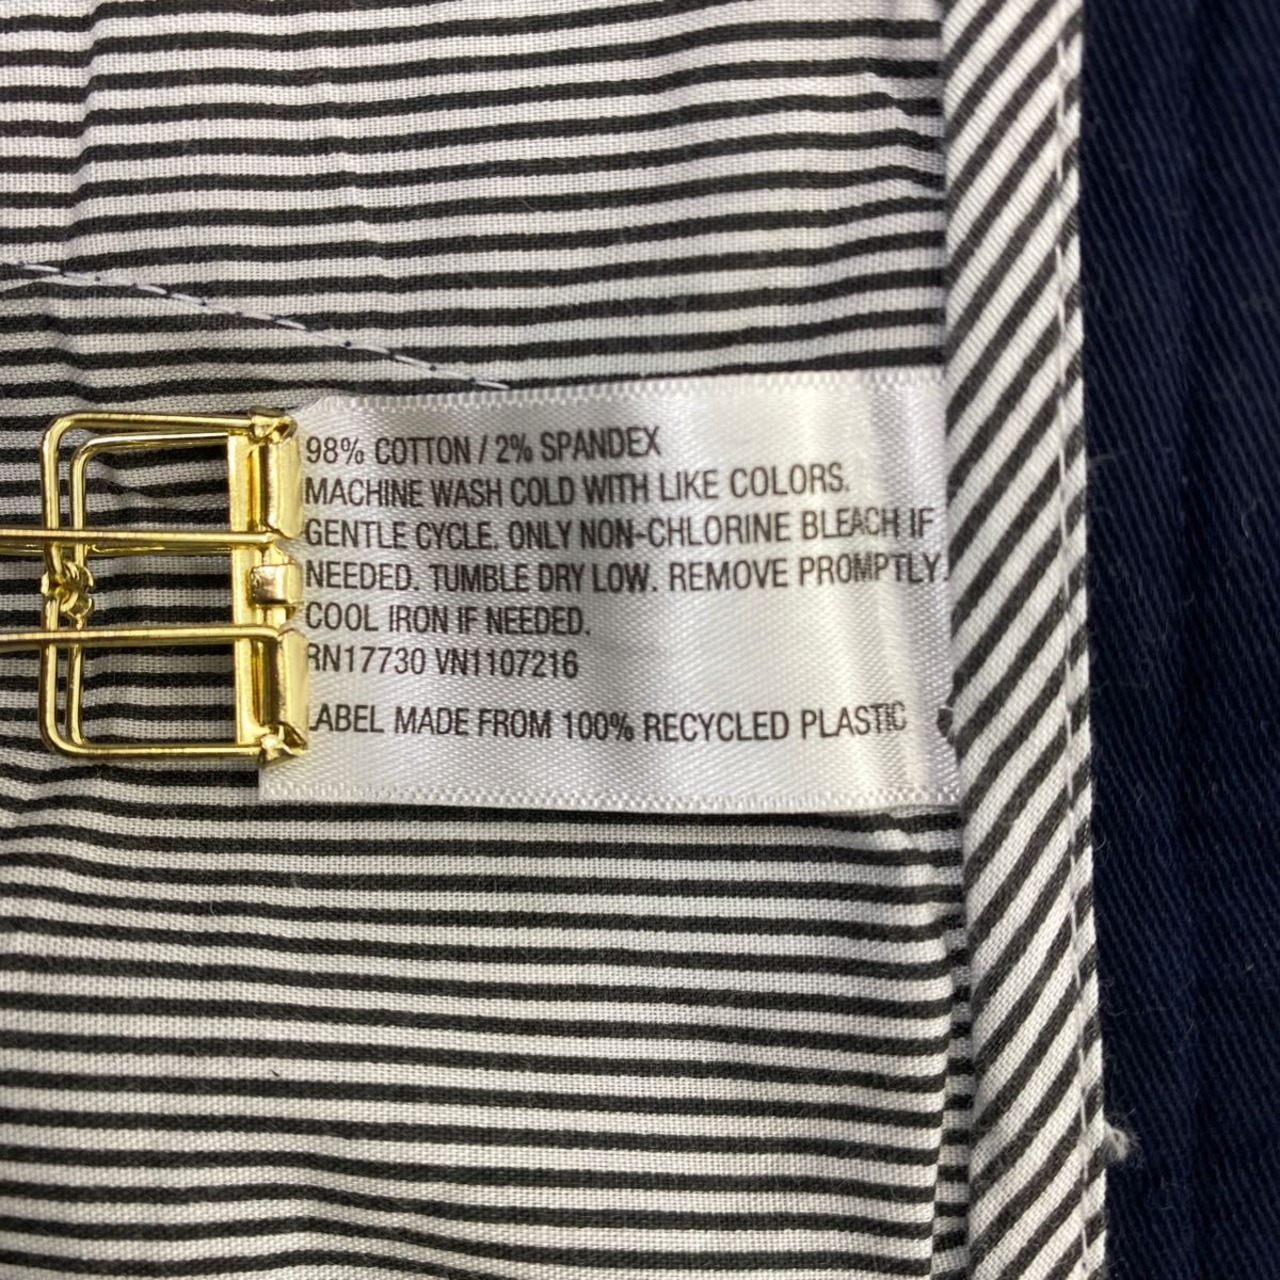 98% COTTON / 2% SPANDEX
MACHINE WASH COLD WITH LIKE COLORS.
GENTLE CYCLE. ONLY NON-CHLORINE BLEACH IF
NEEDED. TUMBLE DRY LOW. REMOVE PROMPTLY.
COOL IRON IF NEEDED.
RN17730 VN1107216
LABEL MADE FROM 100% RECYCLED PLASTIC